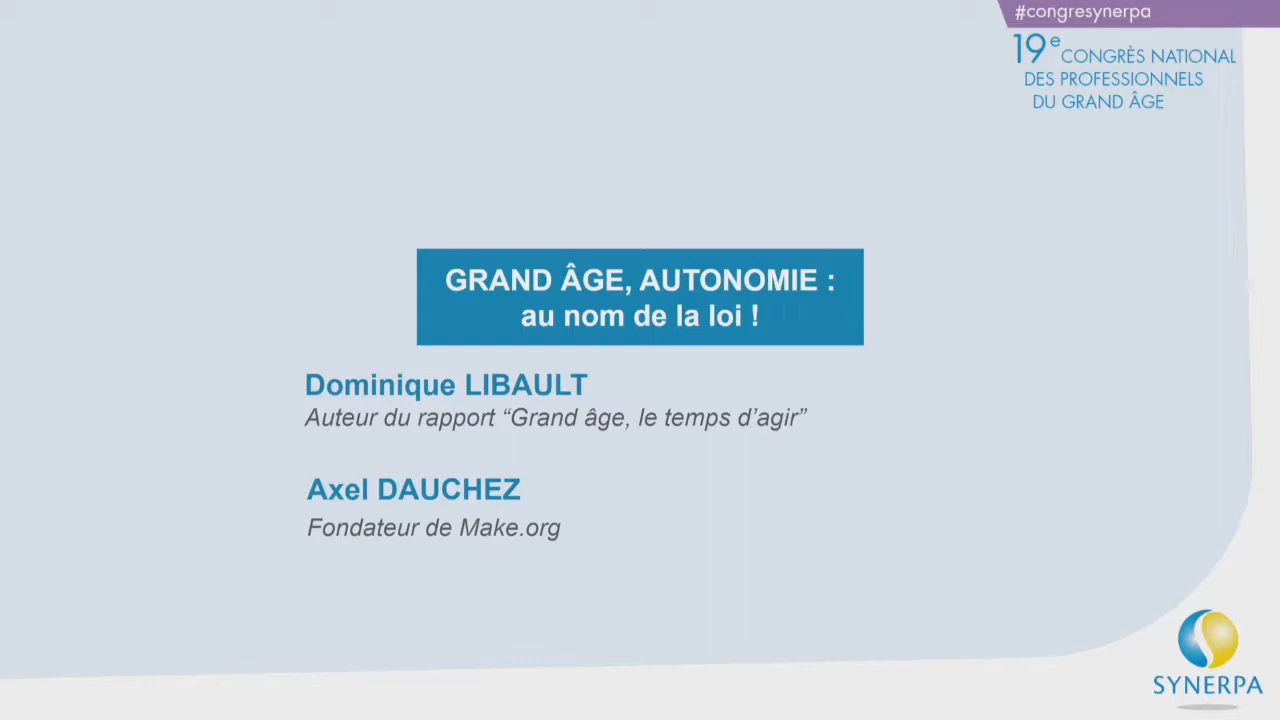 #congresynerpa
19e CONGRÈS NATIONAL
DES PROFESSIONNELS
DU GRAND ÂGE
GRAND ÂGE, AUTONOMIE :
au nom de la loi !
Dominique LIBAULT
Auteur du rapport “Grand âge, le temps d’agir”
Axel DAUCHEZ
Fondateur de Make.org
SYNERPA